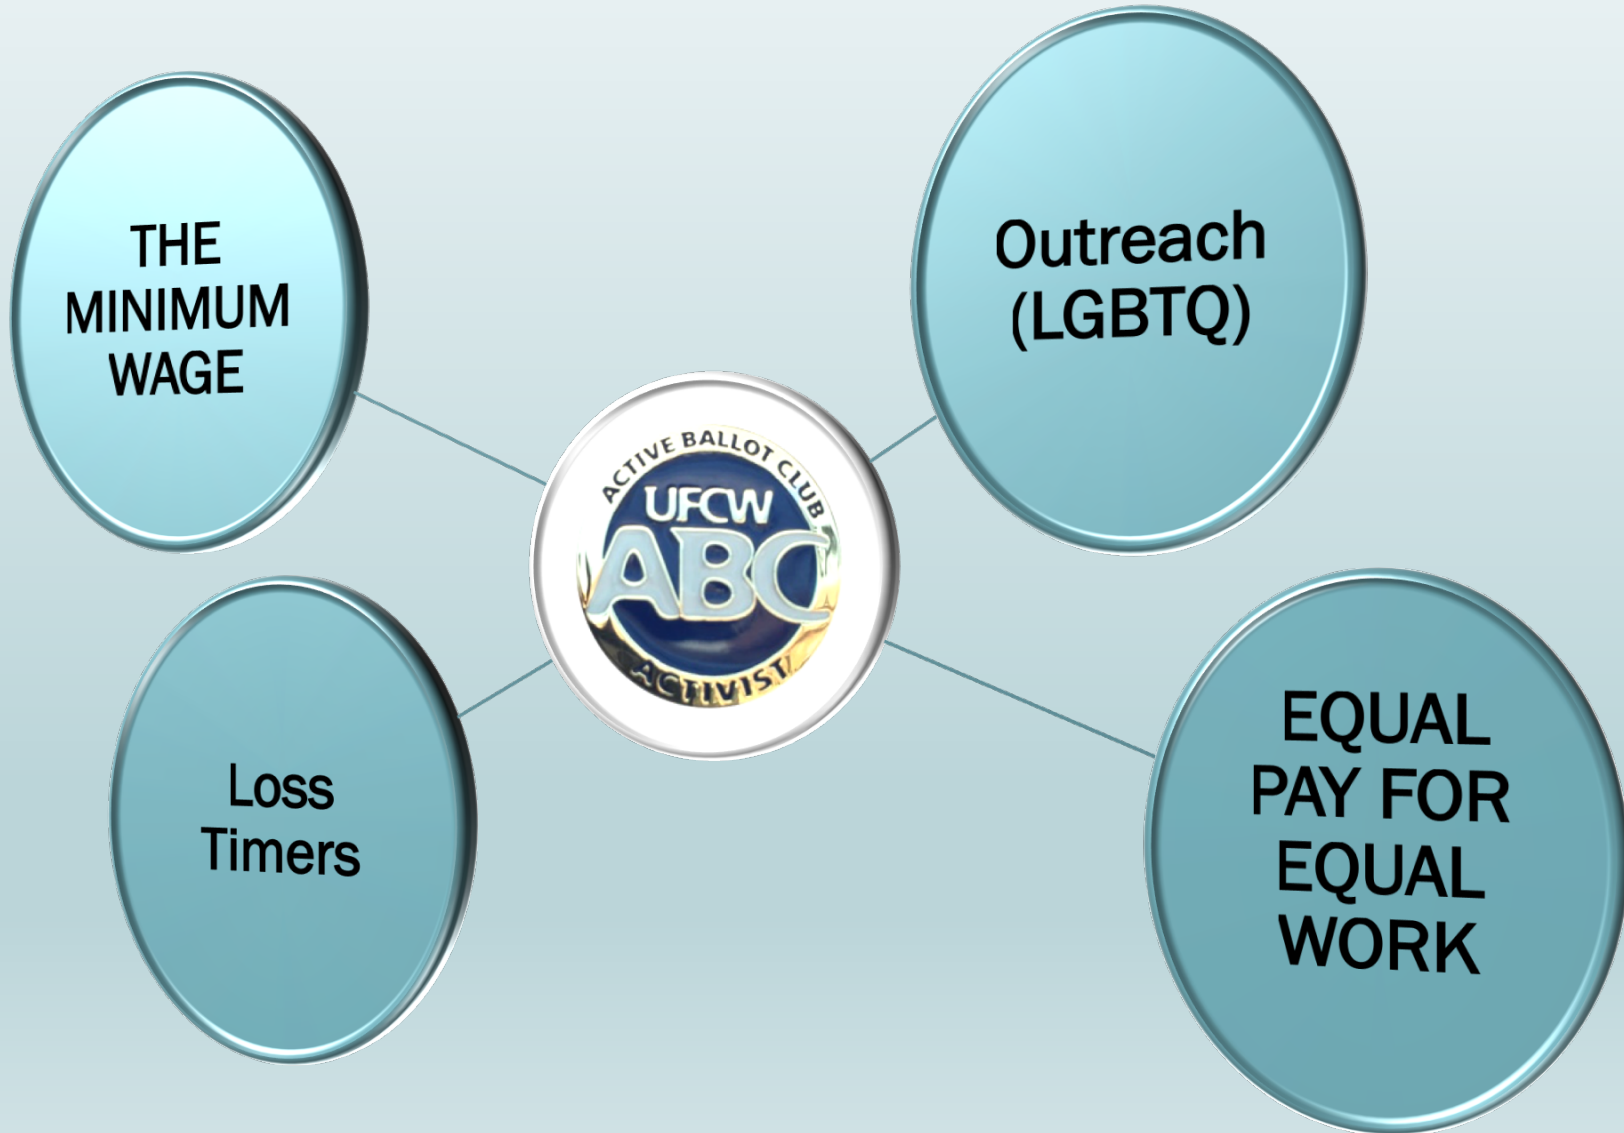 THE
MINIMUM
WAGE
Outreach
(LGBTQ)
ACTIVE BALLOT CLUB
UFCW
ABC
ACTIVIST
Loss
Timers
EQUAL
PAY FOR
EQUAL
WORK